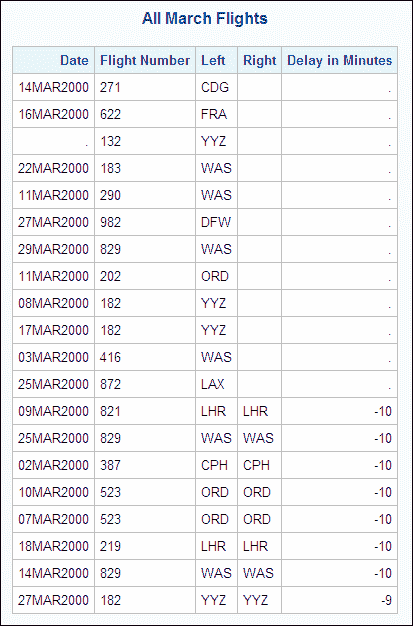 All March Flights
Date Flight Number Left Right Delay in Minutes
14MAR2000 271 CDG .
16MAR2000 622 FRA .
. 132 YYZ .
22MAR2000 183 WAS .
11MAR2000 290 WAS .
27MAR2000 982 DFW .
29MAR2000 829 WAS .
11MAR2000 202 ORD .
08MAR2000 182 YYZ .
17MAR2000 182 YYZ .
03MAR2000 416 WAS .
25MAR2000 872 LAX .
09MAR2000 821 LHR LHR -10
25MAR2000 829 WAS WAS -10
02MAR2000 387 CPH CPH -10
10MAR2000 523 ORD ORD -10
07MAR2000 523 ORD ORD -10
18MAR2000 219 LHR LHR -10
14MAR2000 829 WAS WAS -10
27MAR2000 182 YYZ YYZ -9